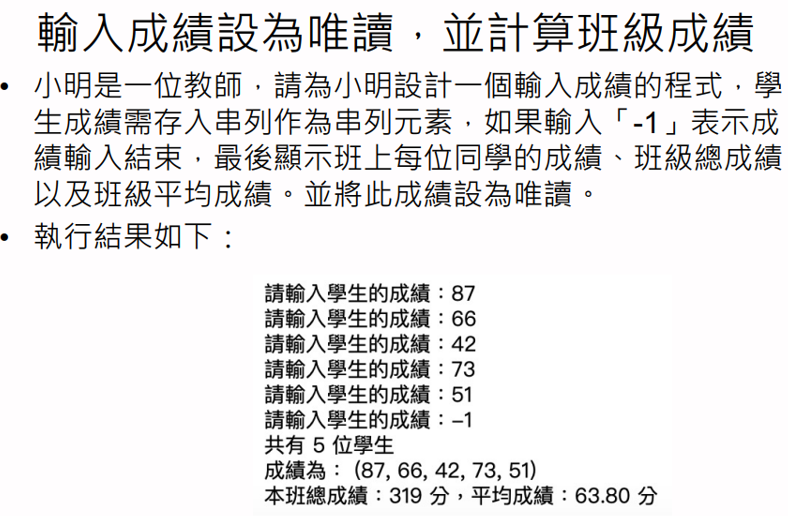 輸入成績設為唯讀，並計算班級成績
• 小明是一位教師，請為小明設計一個輸入成績的程式，學
生成績需存入串列作為串列元素，如果輸入「-1」表示成
績輸入結束，最後顯示班上每位同學的成績、班級總成績
以及班級平均成績。並將此成績設為唯讀。
• 執行結果如下：
請輸入學生的成績：87
請輸入學生的成績：66
請輸入學生的成績：42
請輸入學生的成績：73
請輸入學生的成績：51
請輸入學生的成績：-1
共有 5 位學生
成績為： (87, 66, 42, 73, 51)
本班總成績：319 分，平均成績：63.80 分